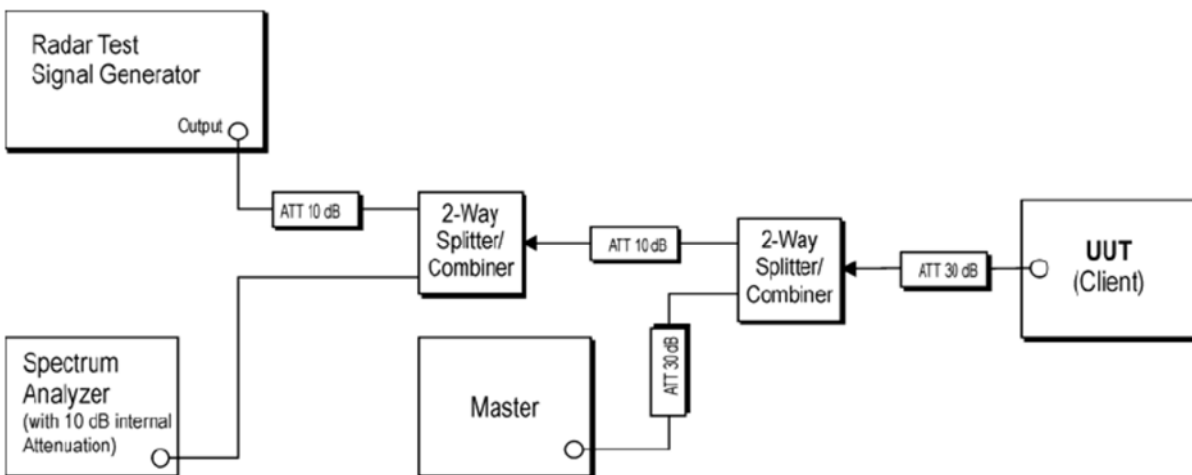 Radar Test
Signal Generator
Output
ATT 10 dB
2-Way
Splitter/
Combiner
ATT 10 dB
2-Way
Splitter/
Combiner
ATT 30 dB
UUT
(Client)
Spectrum
Analyzer
(with 10 dB internal
Attenuation)
Master
ATT 30 dB